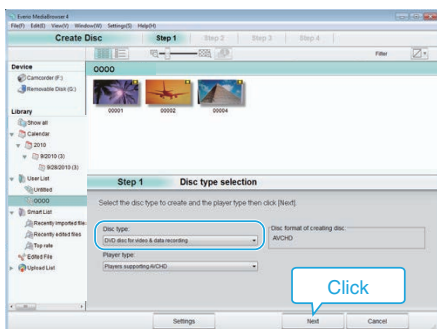 Everio MediaBrowser 4
File(F) Edit(E) View(V) Window(W) Settings(S) Help(H)
Create Disc Step 1 Step 2 Step 3 Step 4
Filter
Device
Camcorder (F:)
Removable Disk (G:)
0000
00001 00002 00004
Library
Show all
Calendar
2010
9/2010 (3)
9/28/2010 (3)
User List
Untitled
0000
Smart List
Recently imported file
Recently edited files
Top rate
Edited File
Upload List
Step 1 Disc type selection
Select the disc type to create and the player type then click [Next].
Disc type:
DVD disc for video & data recording
Disc format of creating disc:
AVCHD
Player type:
Players supporting AVCHD
Click
Settings Next Cancel